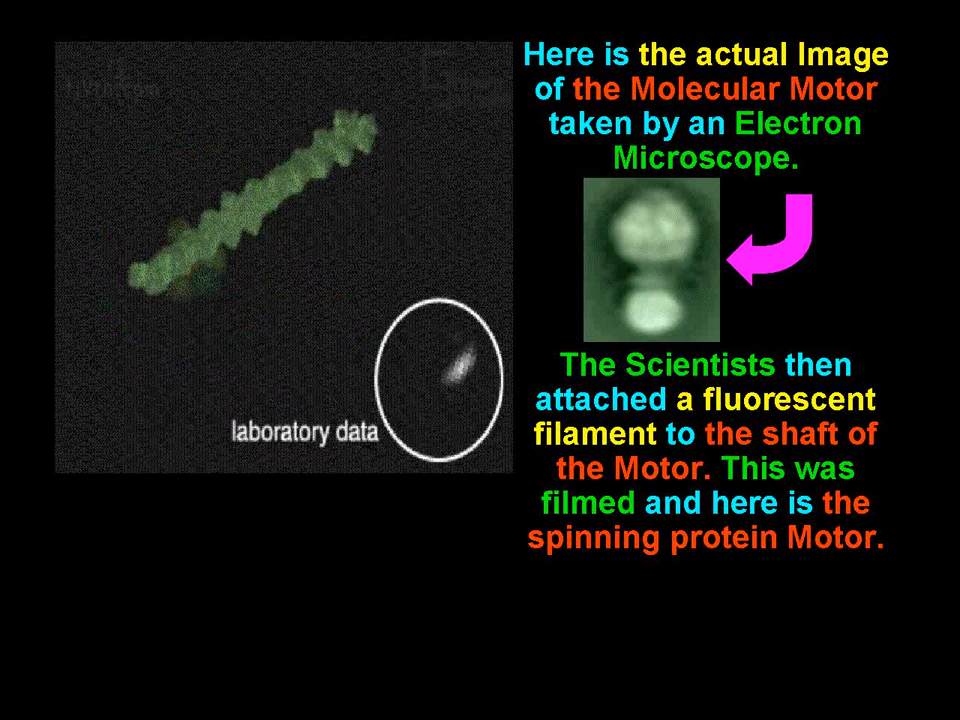 Here is the actual Image
of the Molecular Motor
taken by an Electron
Microscope.
The Scientists then
attached a fluorescent
filament to the shaft of
the Motor. This was
filmed and here is the
spinning protein Motor.
laboratory data